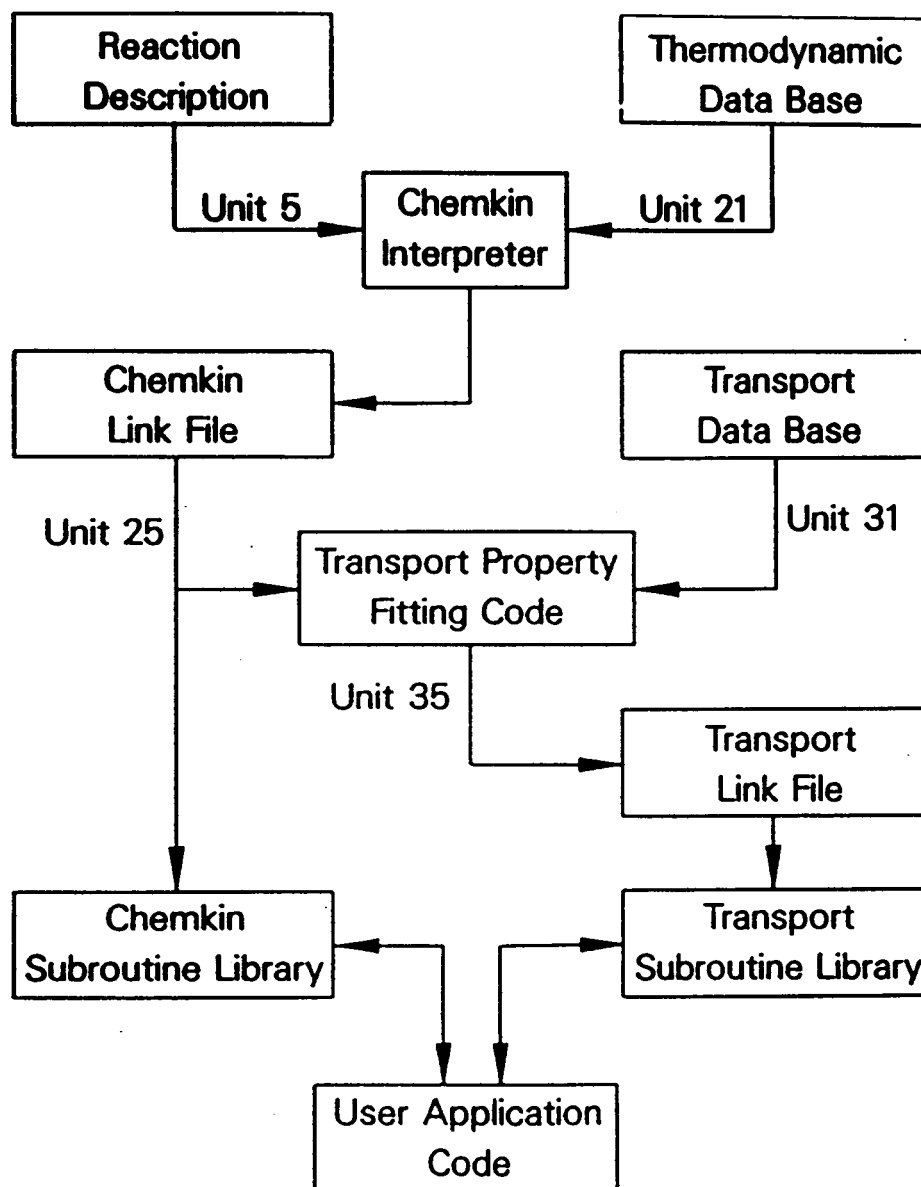 Reaction
Description
Thermodynamic
Data Base
Unit 5
Chemkin
Interpreter
Unit 21
Chemkin
Link File
Transport
Data Base
Unit 25
Unit 31
Transport Property
Fitting Code
Unit 35
Transport
Link File
Chemkin
Subroutine Library
Transport
Subroutine Library
User Application
Code